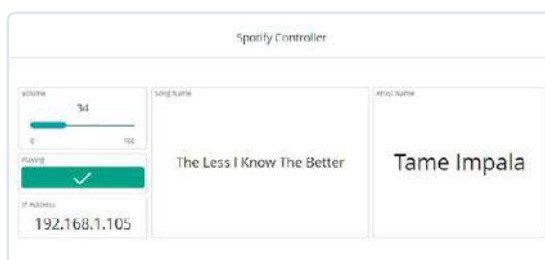 Spotify Controller
Volume
34
0 100
Playing
IP Address
192.168.1.105
Song Name
The Less I Know The Better
Artist Name
Tame Impala